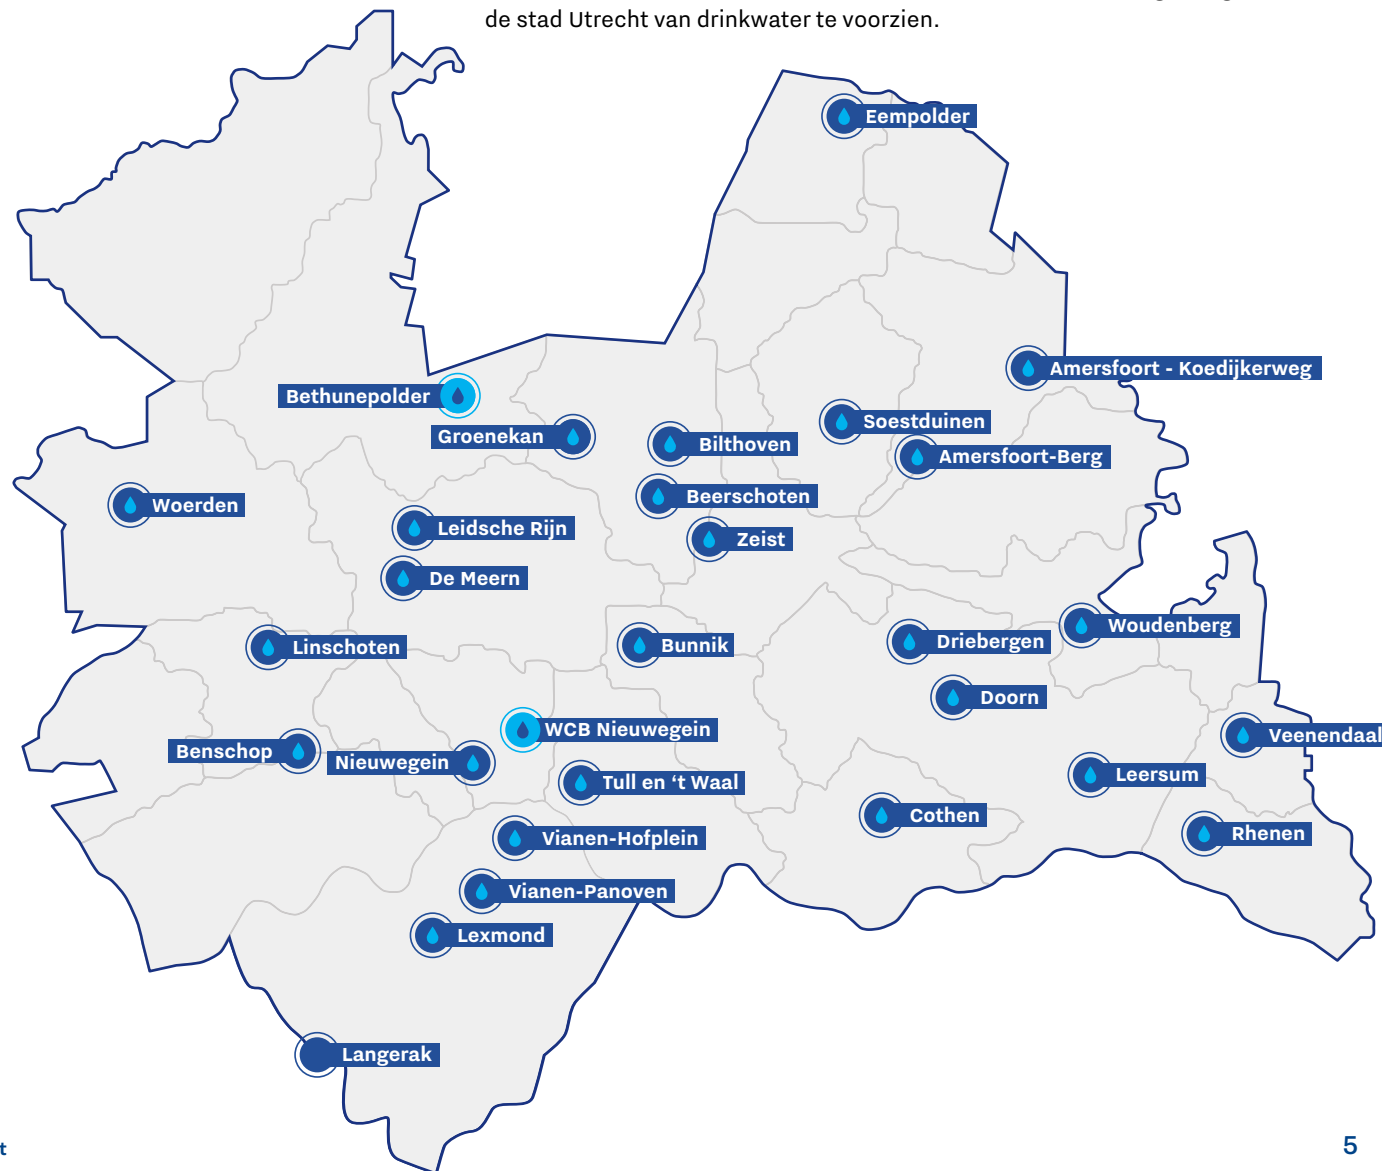 de stad Utrecht van drinkwater te voorzien.
Eempolder
Amersfoort - Koedijkerweg
Bethunepolder
Soestduinen
Groenekan
Bilthoven
Amersfoort-Berg
Beerschoten
Woerden
Leidsche Rijn
Zeist
De Meern
Woudenberg
Linschoten
Bunnik
Driebergen
Doorn
WCB Nieuwegein
Veenendaal
Benschop
Nieuwegein
Leersum
Tull en ‘t Waal
Cothen
Rhenen
Vianen-Hofplein
Vianen-Panoven
Lexmond
Langerak
t
5